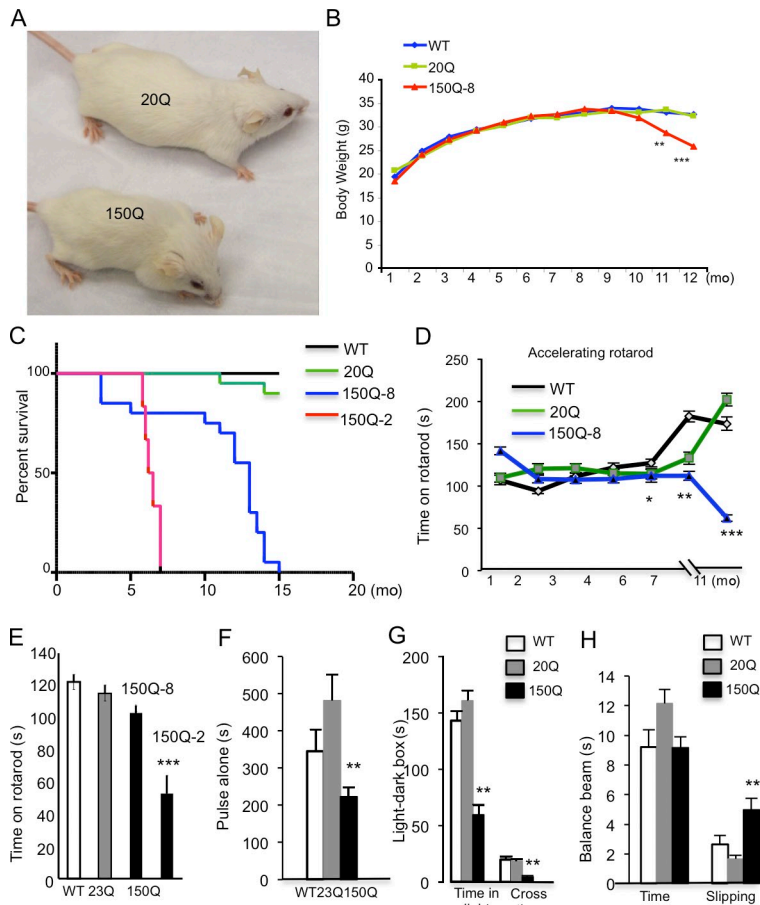 A
20Q
150Q
B
WT
20Q
150Q-8
Body Weight (g)
40
35
30
25
20
15
10
5
0
**
***
1 2 3 4 5 6 7 8 9 10 11 12 (mo)
C
WT
20Q
150Q-8
150Q-2
Percent survival
100
50
0
0 5 10 15 20 (mo)
D
Accelerating rotarod
WT
20Q
150Q-8
Time on rotarod (s)
250
200
150
100
50
0
*
**
***
1 2 3 4 5 6 7 11 (mo)
E
Time on rotarod (s)
140
120
100
80
60
40
20
0
150Q-8
150Q-2
***
WT 23Q 150Q
F
Pulse alone (s)
600
500
400
300
200
100
0
**
WT23Q150Q
G
WT
20Q
150Q
Light-dark box (s)
200
150
100
50
0
**
**
Time in Cross
H
WT
20Q
150Q
Balance beam (s)
14
12
10
8
6
4
2
0
**
Time Slipping